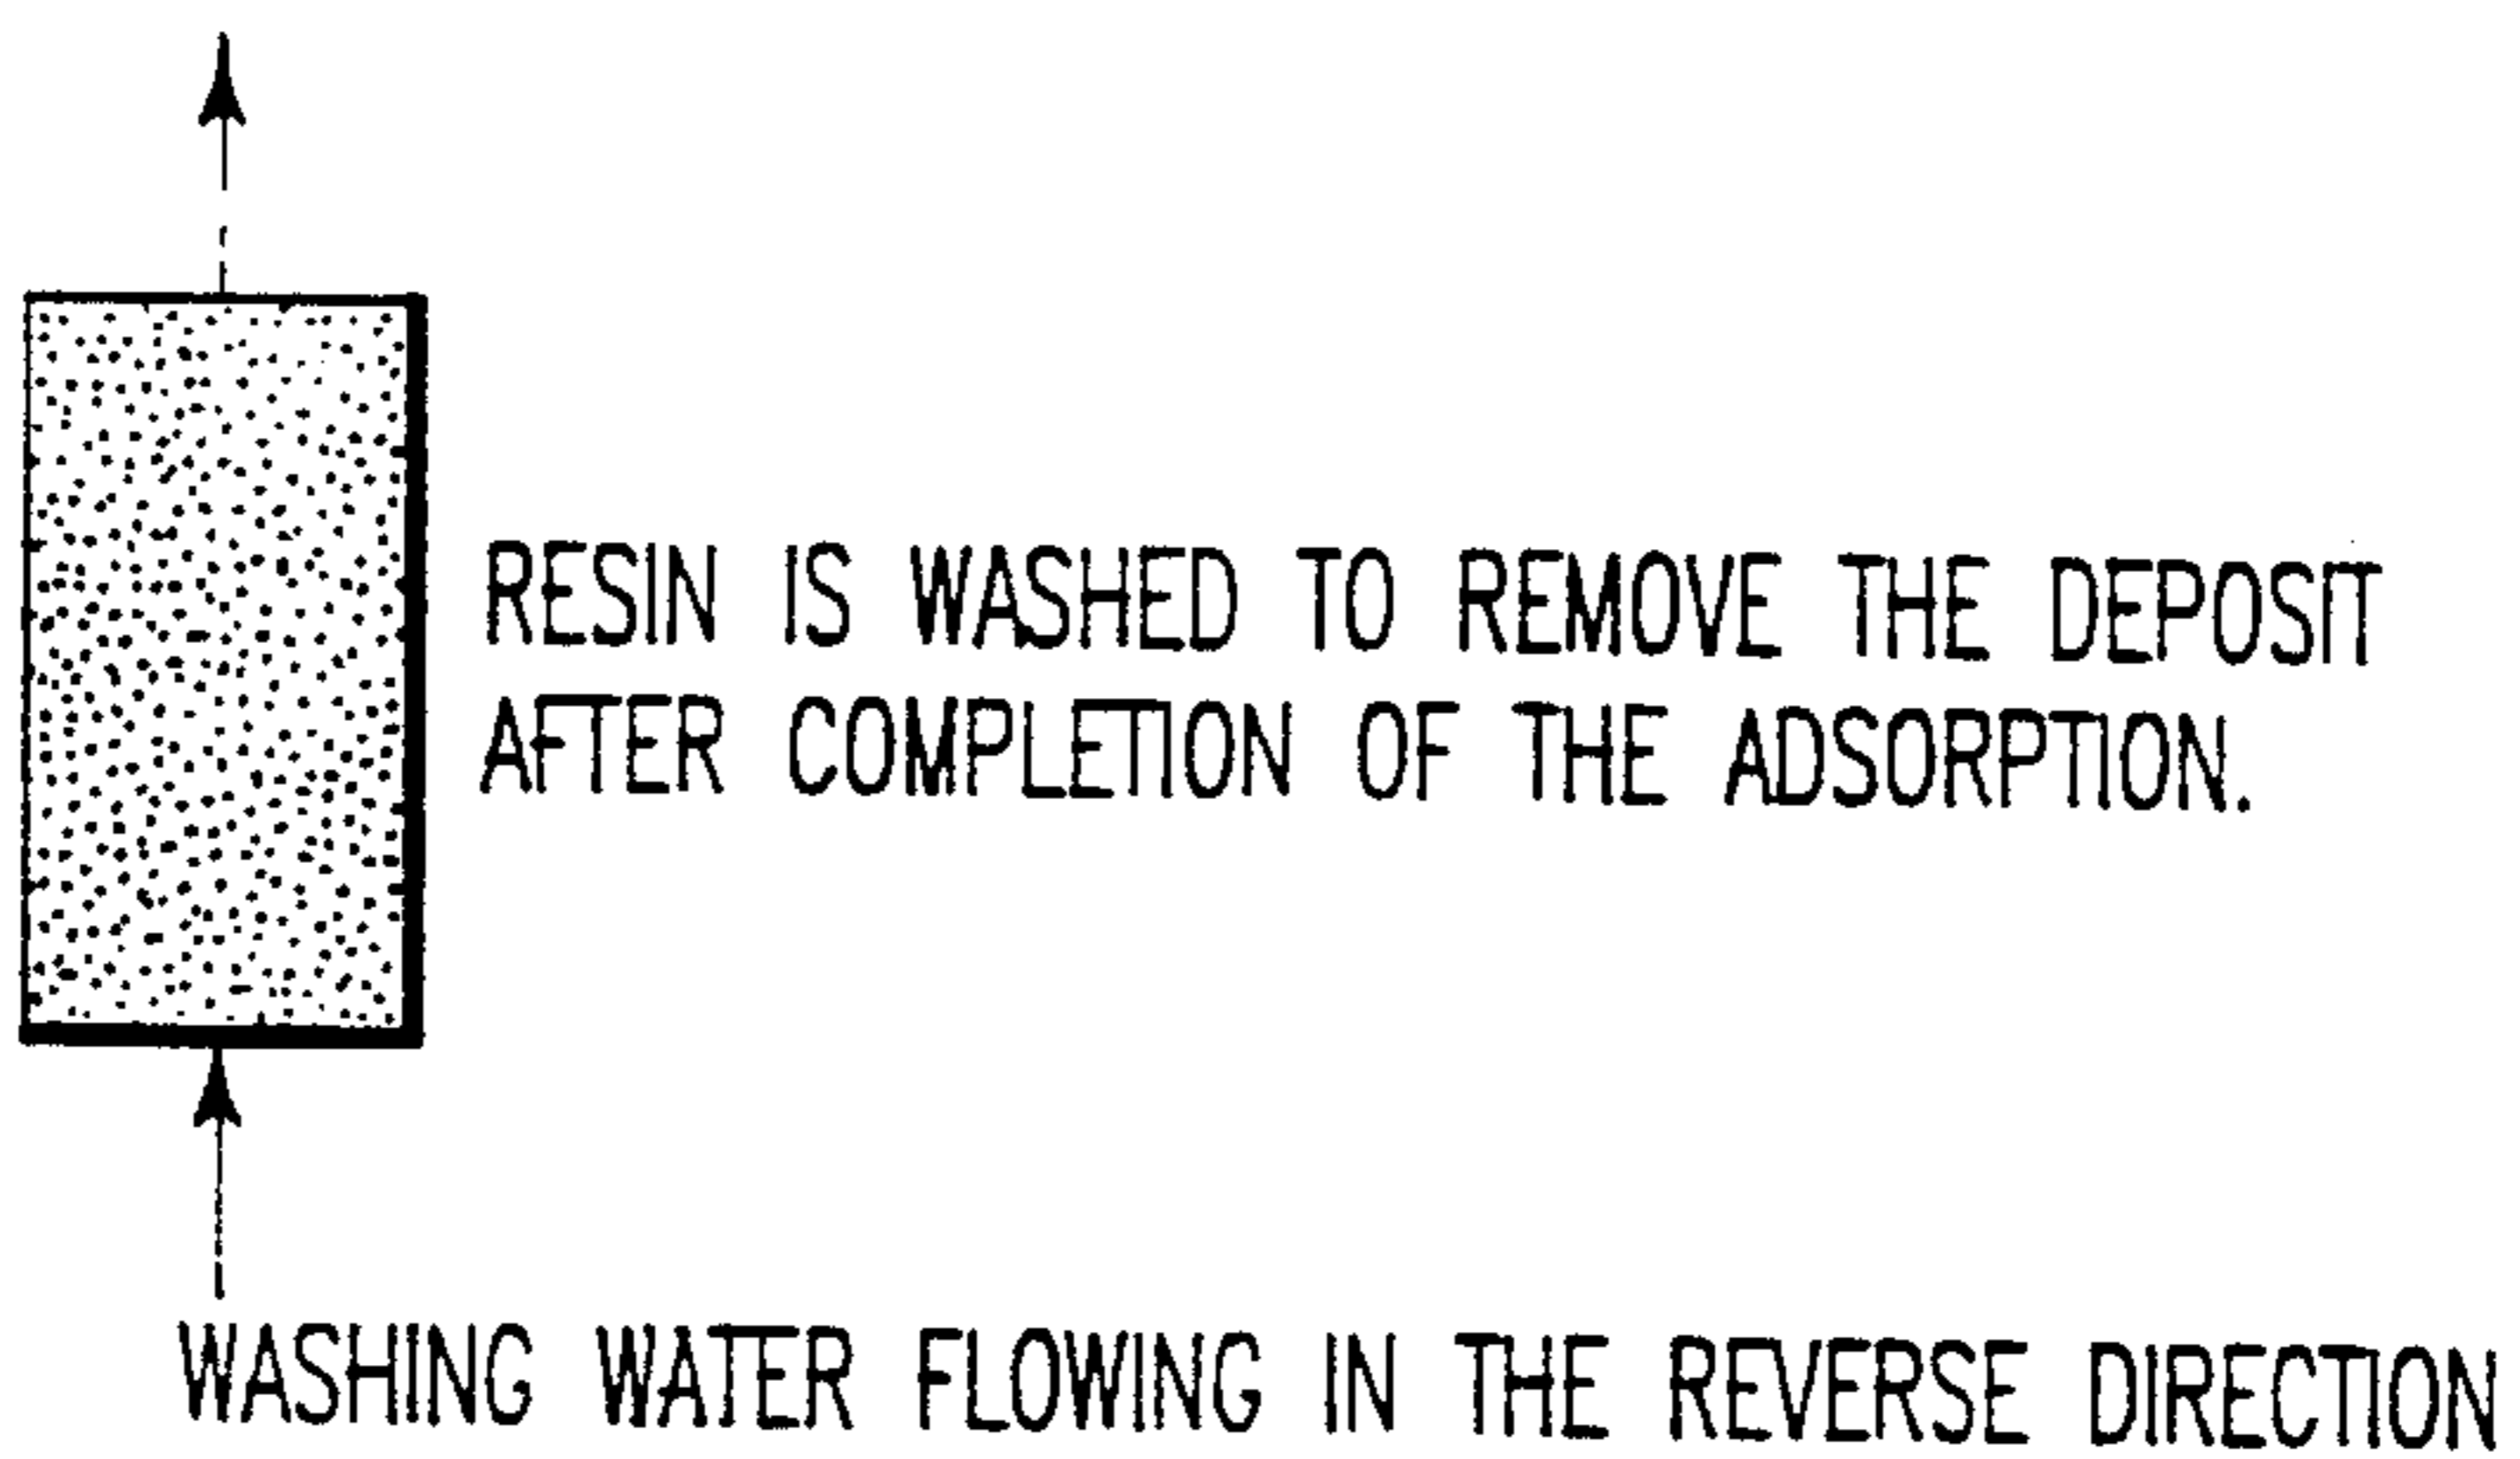 RESIN IS WASHED TO REMOVE THE DEPOSIT
AFTER COMPLETION OF THE ADSORPTION.
WASHING WATER FLOWING IN THE REVERSE DIRECTION